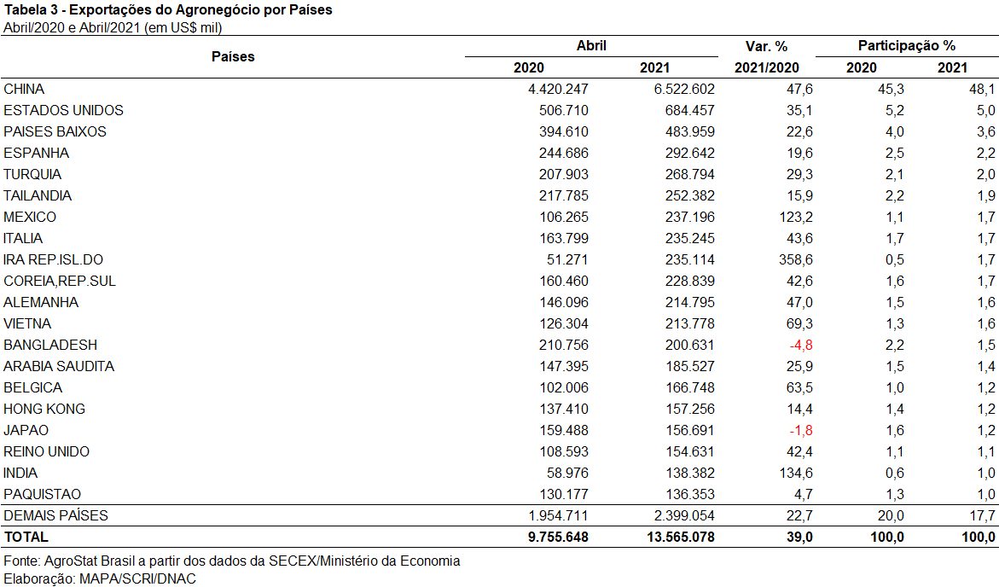 Tabela 3 - Exportações do Agronegócio por Países
Abril/2020 e Abril/2021 (em US$ mil)
Países Abril Var. % Participação %
2020 2021 2021/2020 2020 2021
CHINA 4.420.247 6.522.602 47,6 45,3 48,1
ESTADOS UNIDOS 506.710 684.457 35,1 5,2 5,0
PAISES BAIXOS 394.610 483.959 22,6 4,0 3,6
ESPANHA 244.686 292.642 19,6 2,5 2,2
TURQUIA 207.903 268.794 29,3 2,1 2,0
TAILANDIA 217.785 252.382 15,9 2,2 1,9
MEXICO 106.265 237.196 123,2 1,1 1,7
ITALIA 163.799 235.245 43,6 1,7 1,7
IRA REP.ISL.DO 51.271 235.114 358,6 0,5 1,7
COREIA,REP.SUL 160.460 228.839 42,6 1,6 1,7
ALEMANHA 146.096 214.795 47,0 1,5 1,6
VIETNA 126.304 213.778 69,3 1,3 1,6
BANGLADESH 210.756 200.631 -4,8 2,2 1,5
ARABIA SAUDITA 147.395 185.527 25,9 1,5 1,4
BELGICA 102.006 166.748 63,5 1,0 1,2
HONG KONG 137.410 157.256 14,4 1,4 1,2
JAPAO 159.488 156.691 -1,8 1,6 1,2
REINO UNIDO 108.593 154.631 42,4 1,1 1,1
INDIA 58.976 138.382 134,6 0,6 1,0
PAQUISTAO 130.177 136.353 4,7 1,3 1,0
DEMAIS PAÍSES 1.954.711 2.399.054 22,7 20,0 17,7
TOTAL 9.755.648 13.565.078 39,0 100,0 100,0
Fonte: AgroStat Brasil a partir dos dados da SECEX/Ministério da Economia
Elaboração: MAPA/SCRI/DNAC